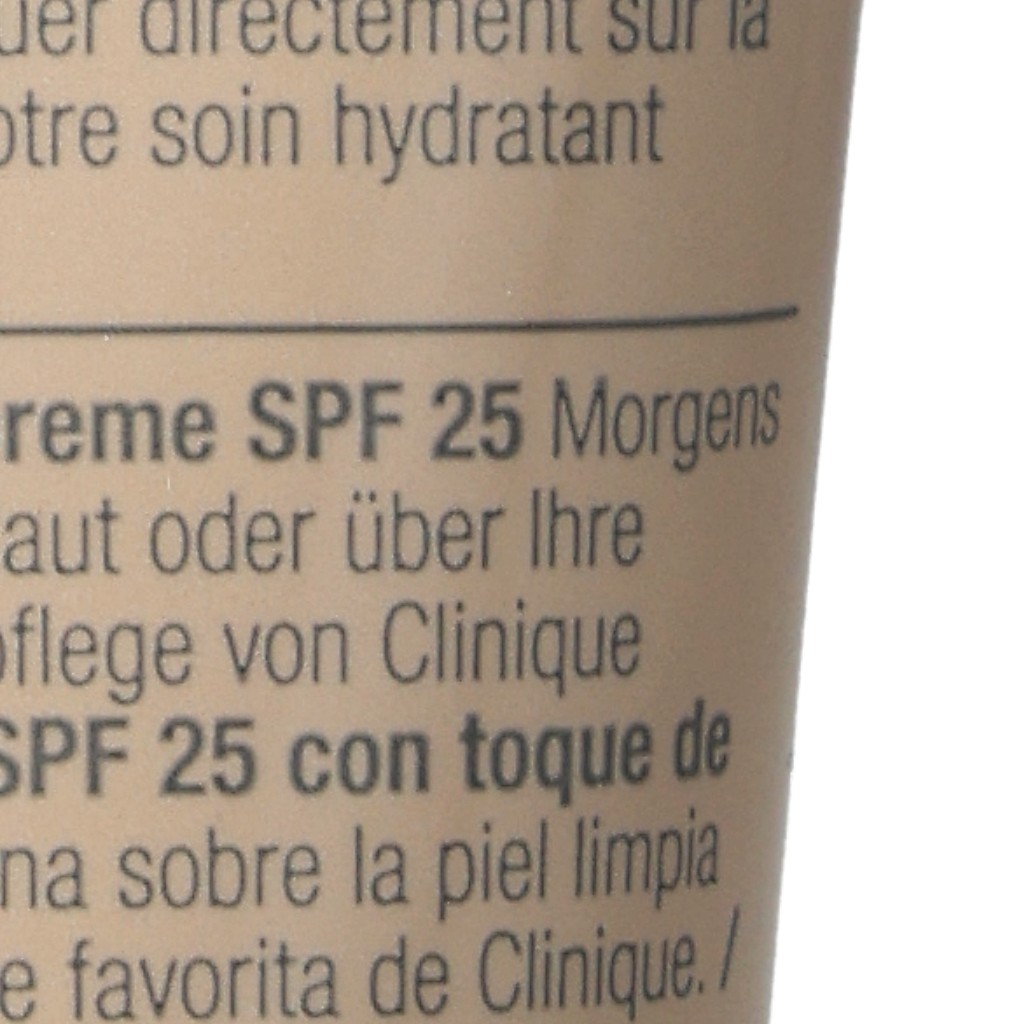 uer directement sur la
otre soin hydratant
reme SPF 25 Morgens
aut oder über Ihre
pflege von Clinique
SPF 25 con toque de
na sobre la piel limpia
e favorita de Clinique. /